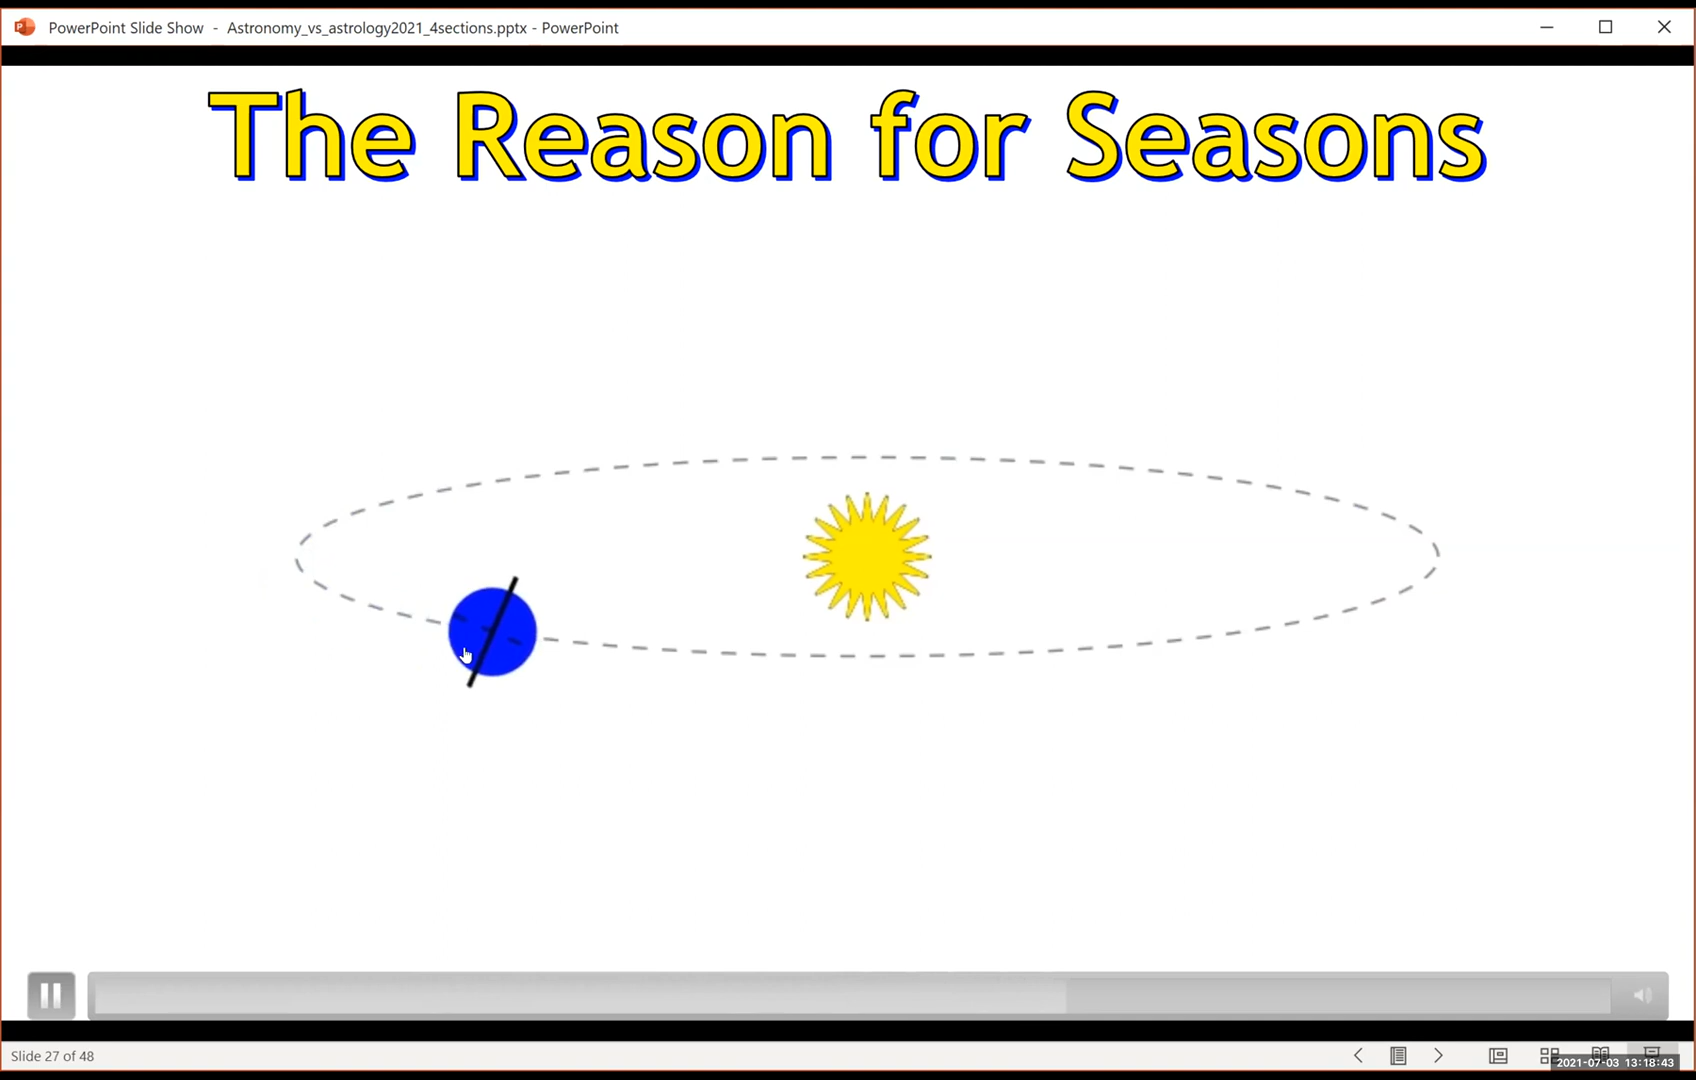 PowerPoint Slide Show - Astronomy_vs_astrology2021_4sections.pptx - PowerPoint
The Reason for Seasons
Slide 27 of 48
2021-07-03 13:18:43